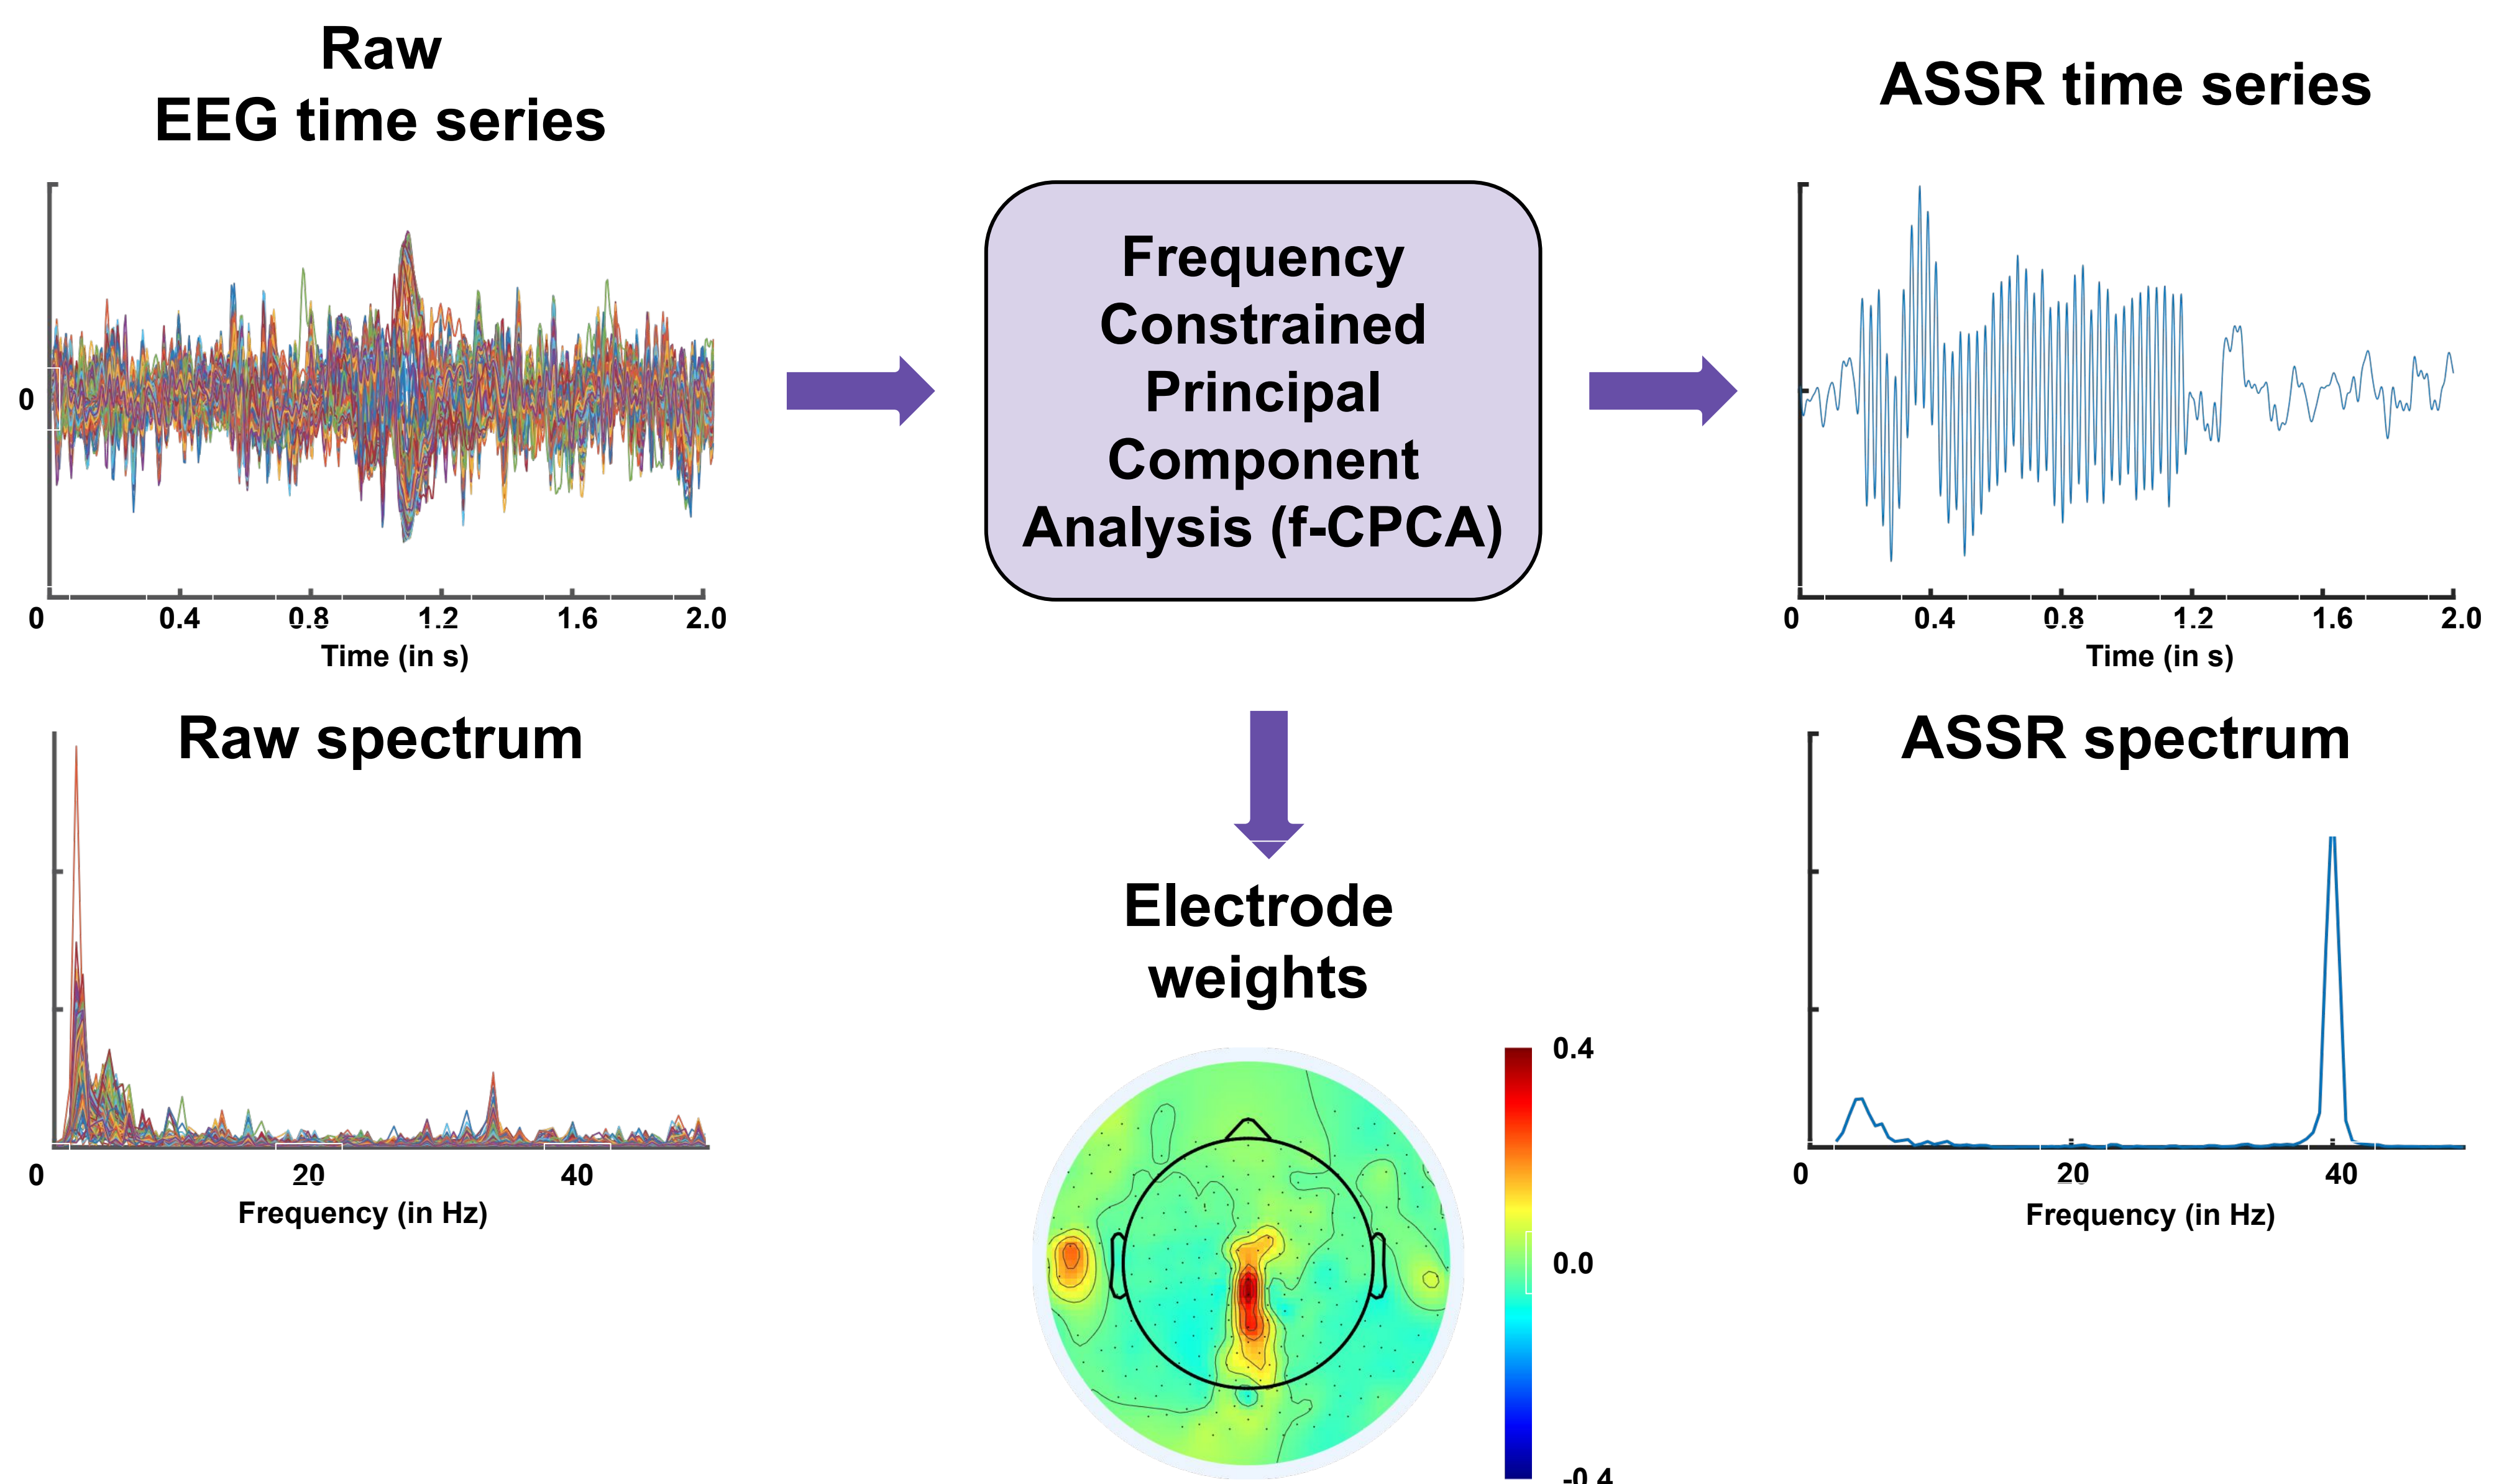 Raw
EEG time series
0
0 0.4 0.8 1.2 1.6 2.0
Time (in s)
Frequency
Constrained
Principal
Component
Analysis (f-CPCA)
ASSR time series
0 0.4 0.8 1.2 1.6 2.0
Time (in s)
Raw spectrum
0 20 40
Frequency (in Hz)
Electrode
weights
0.4
0.0
-0.4
ASSR spectrum
0 20 40
Frequency (in Hz)